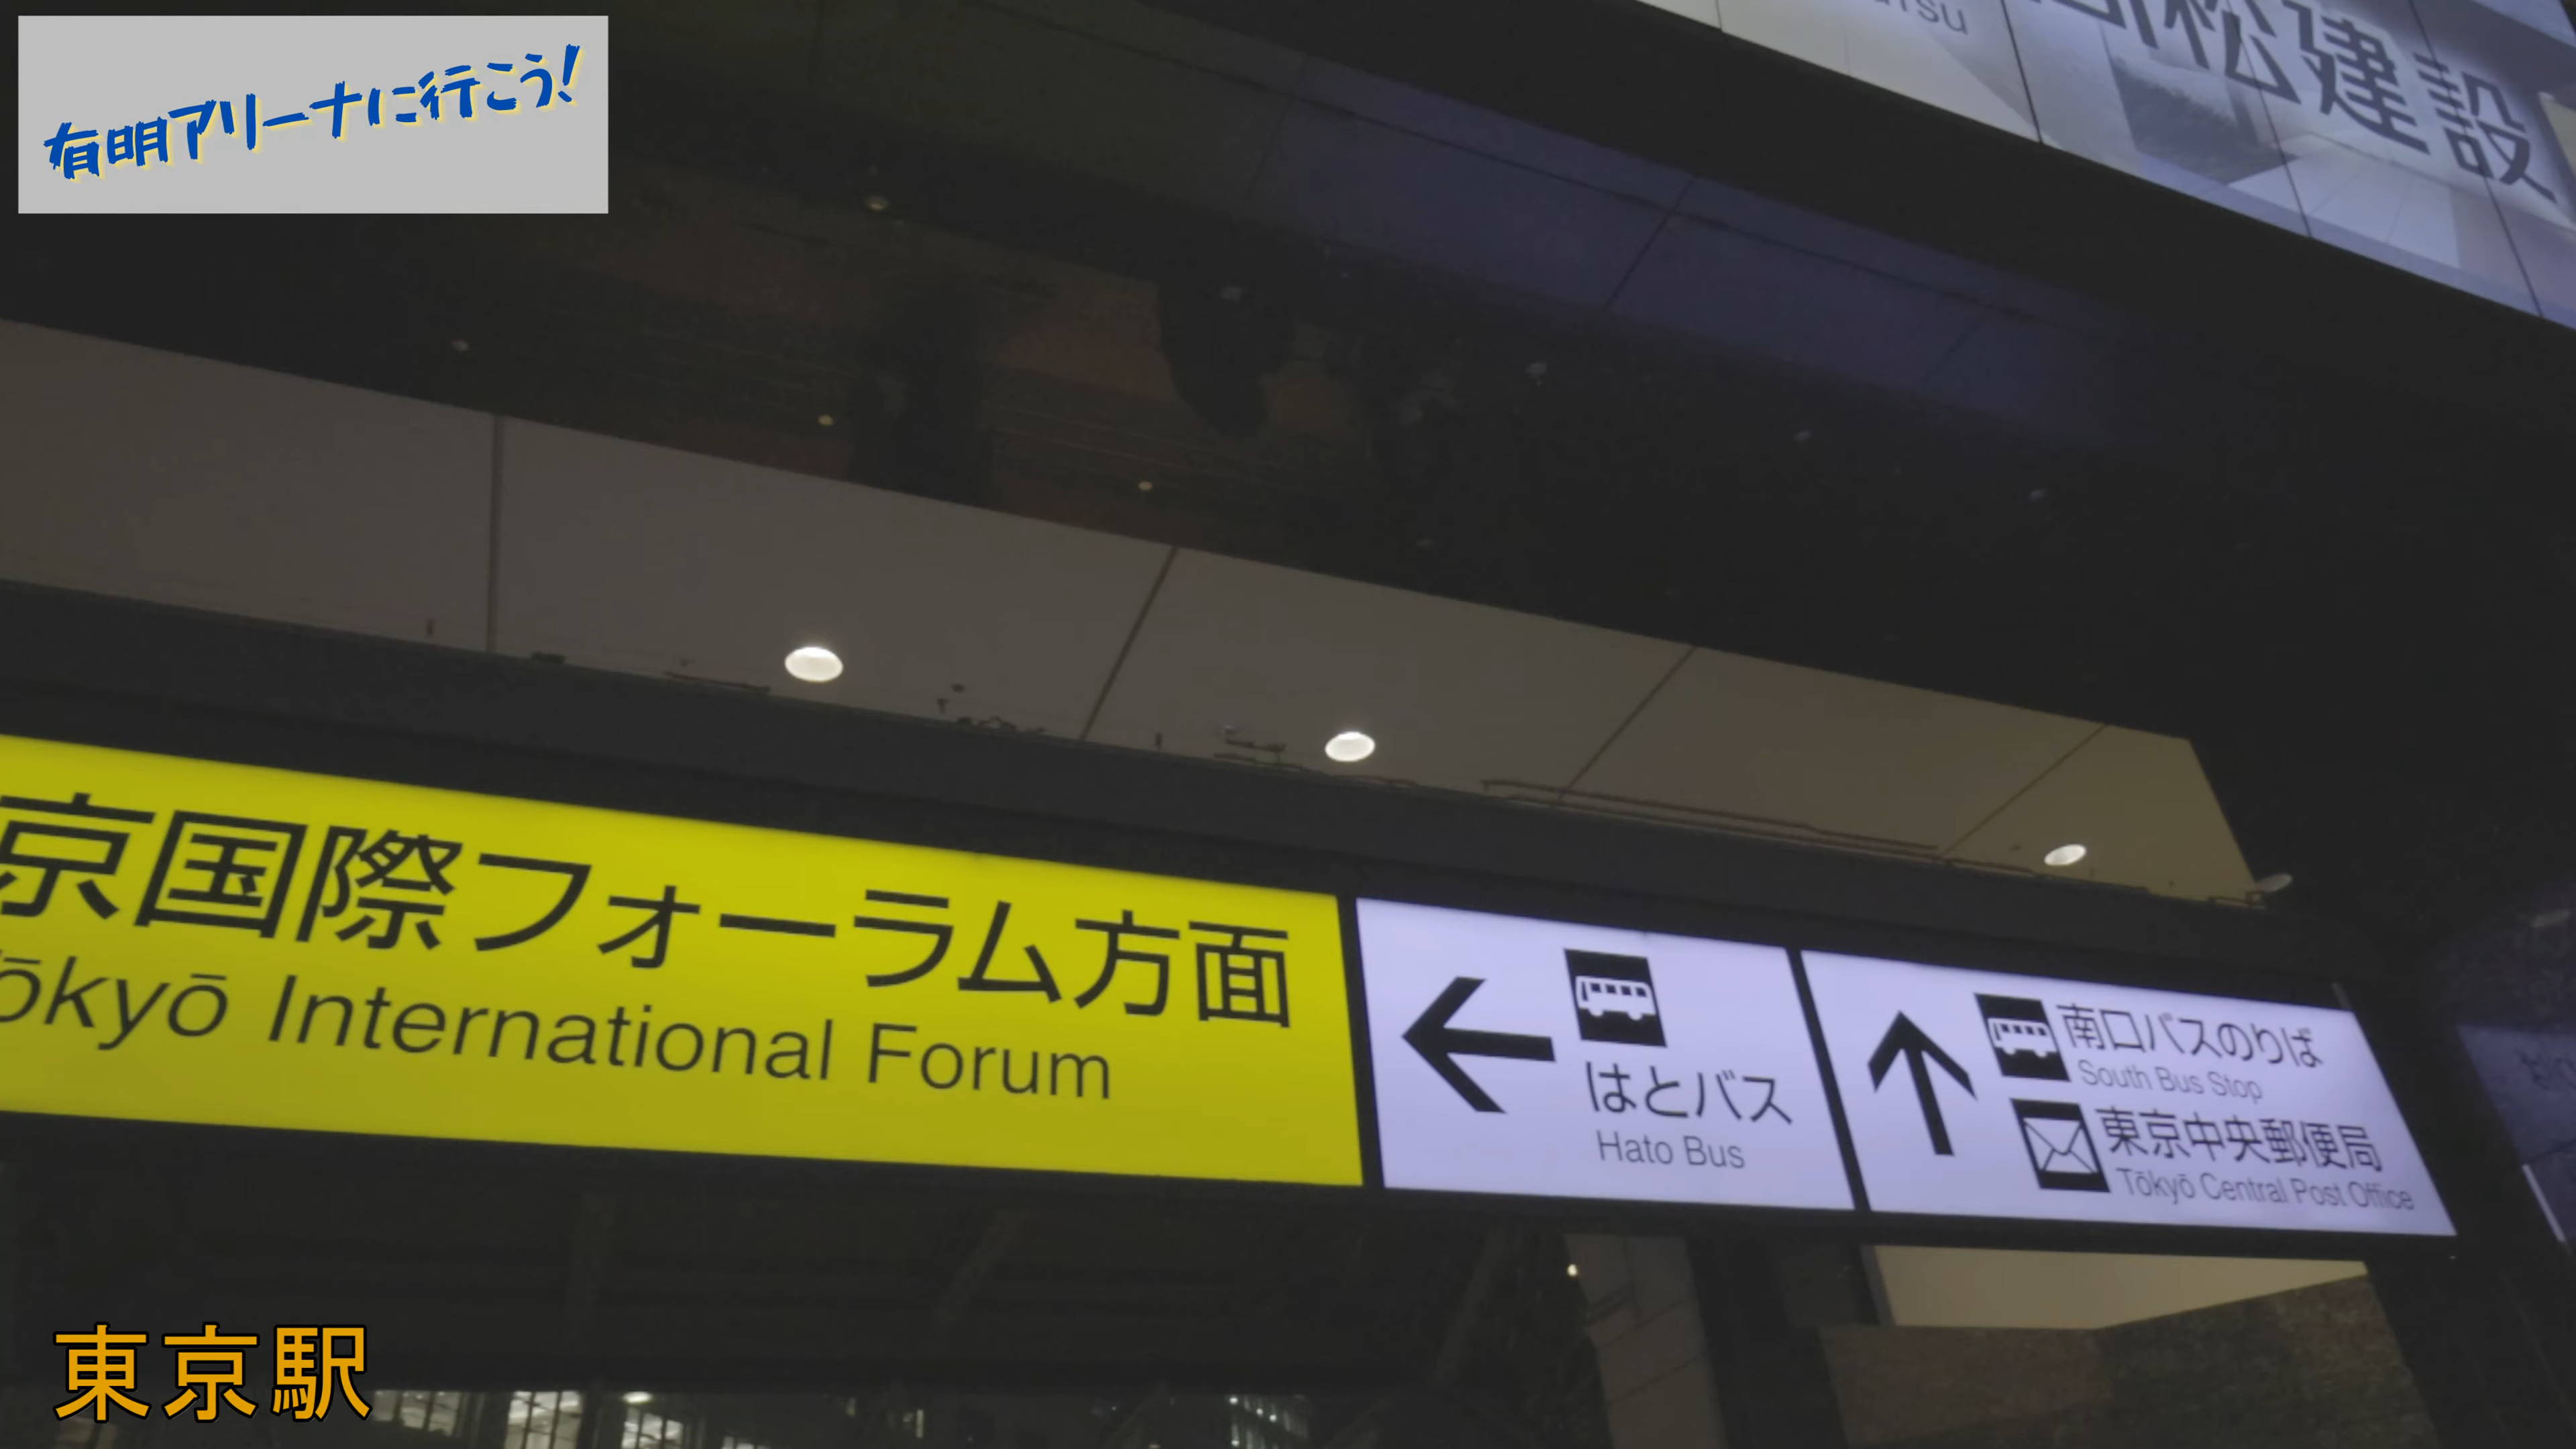 有明アリーナに行こう!
松建設
京国際フォーラム方面
ōkyō International Forum
はとバス
Hato Bus
南口バスのりば
South Bus Stop
東京中央郵便局
Tōkyō Central Post Office
東京駅